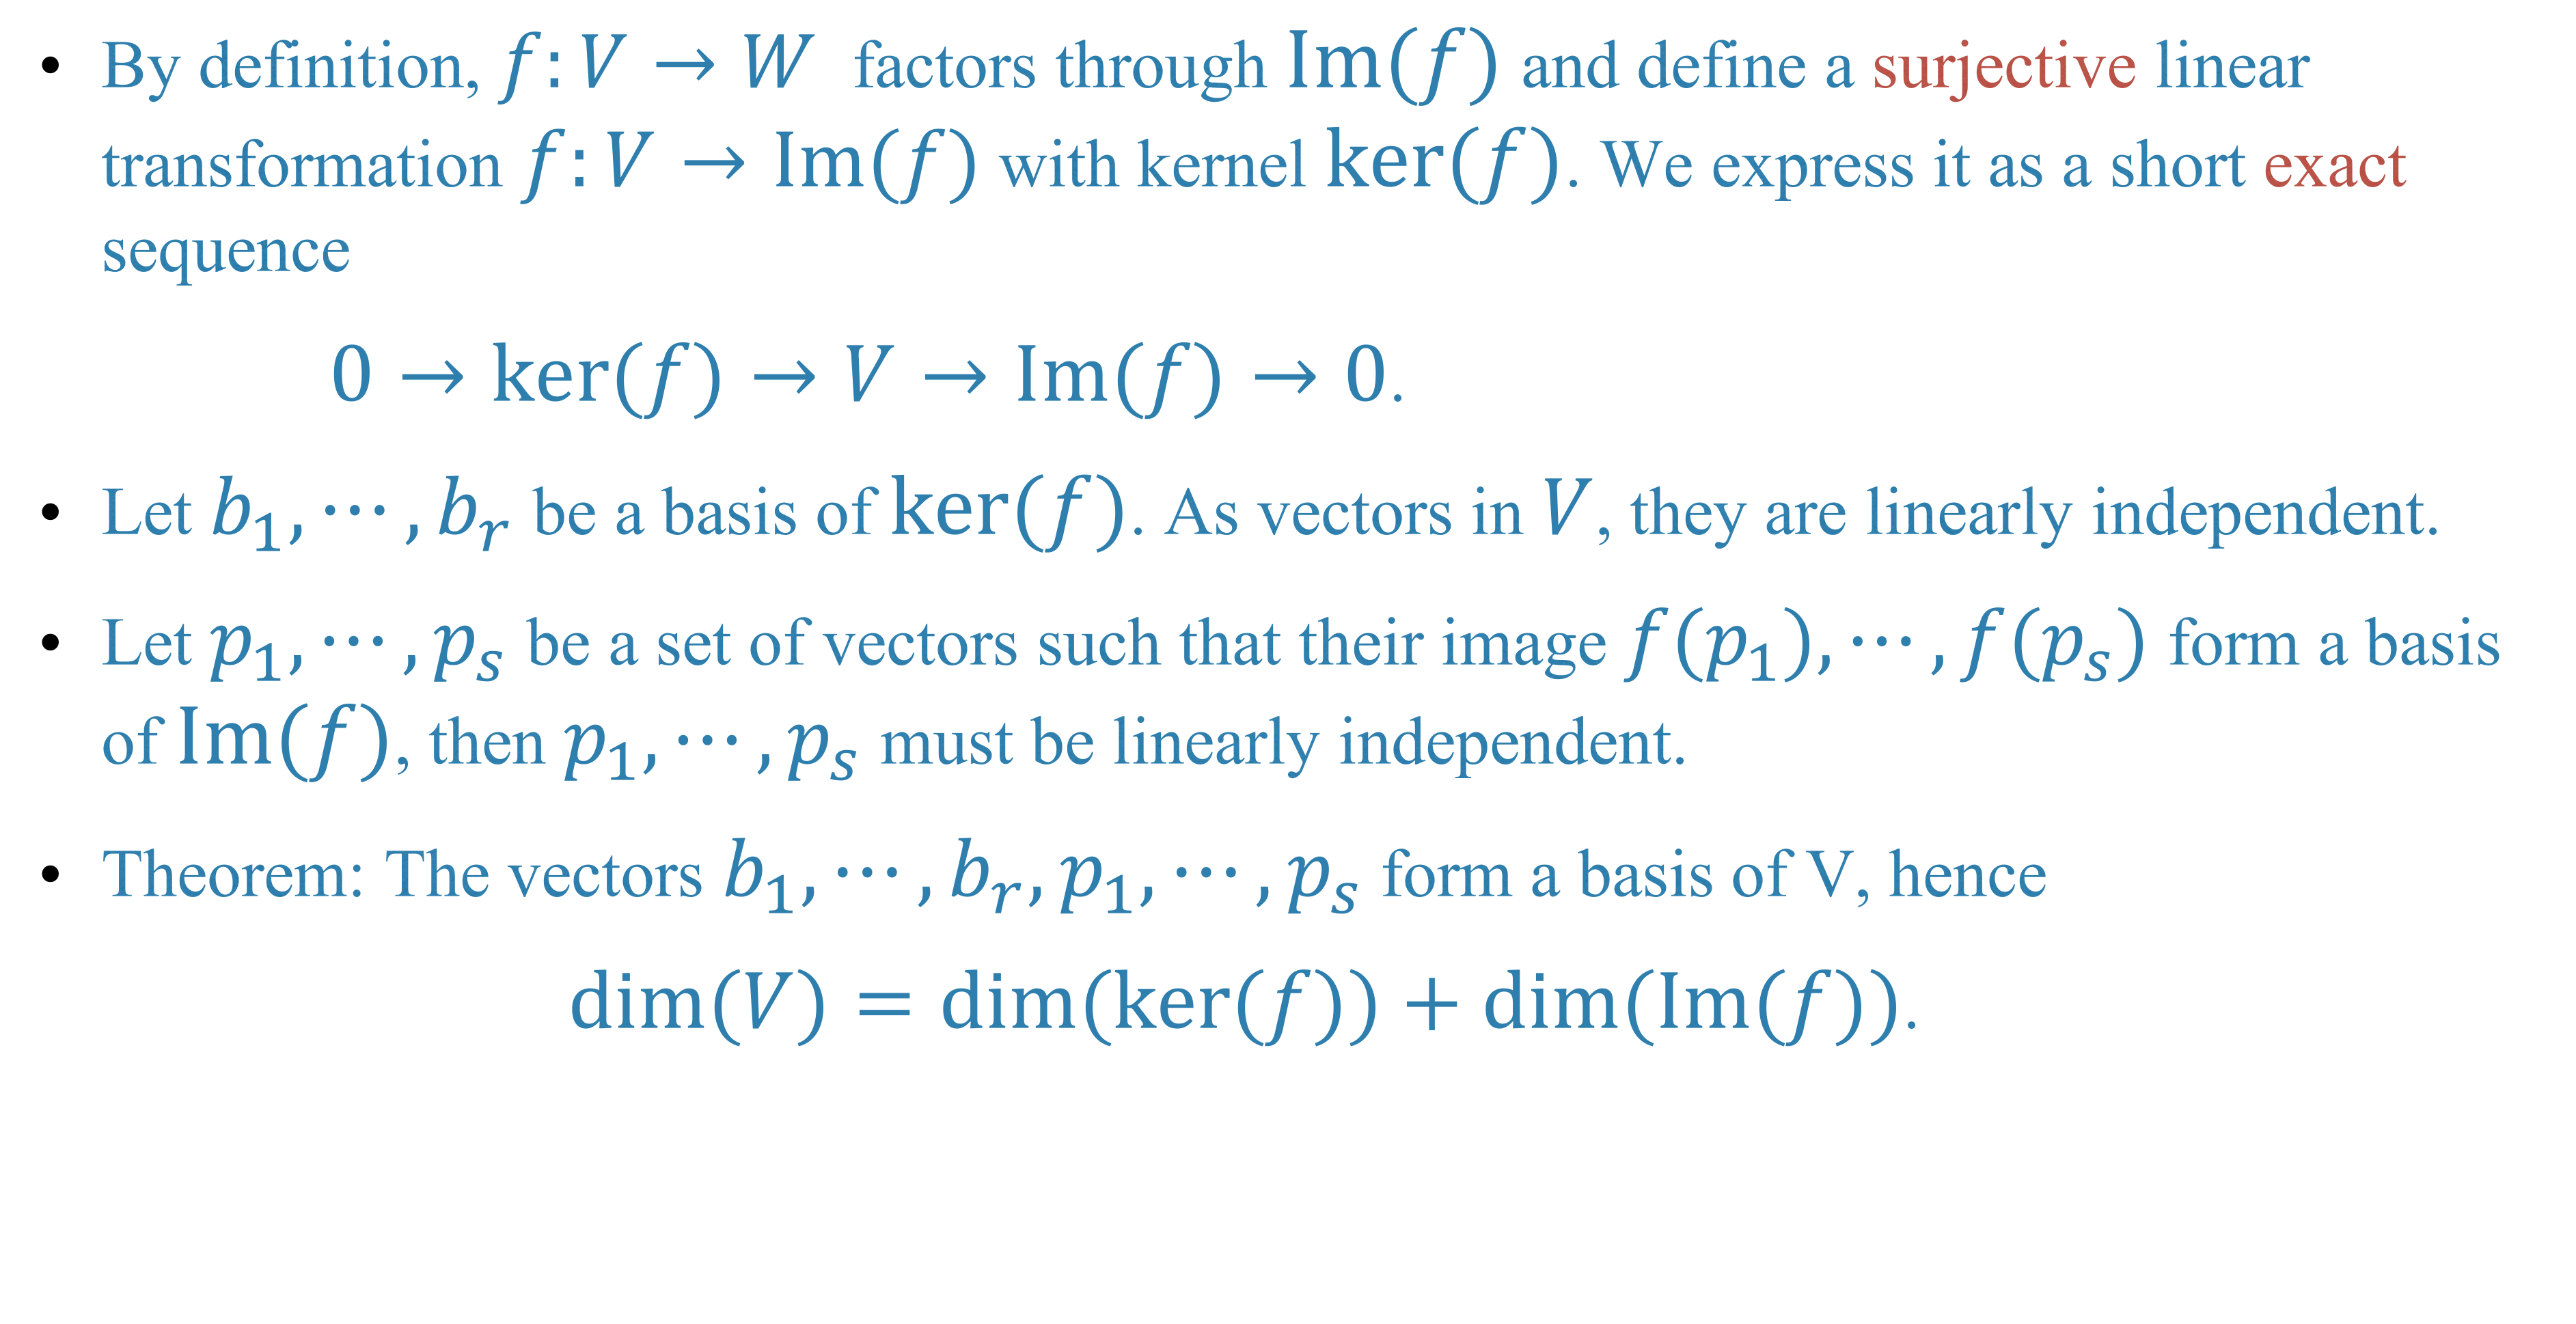 • By definition, 𝑓: 𝑉 → 𝑊 factors through Im(𝑓) and define a surjective linear
transformation 𝑓: 𝑉 → Im(𝑓) with kernel ker(𝑓). We express it as a short exact
sequence
0 → ker(𝑓) → 𝑉 → Im(𝑓) → 0.
• Let 𝑏₁, ⋯ , 𝑏ᵣ be a basis of ker(𝑓). As vectors in 𝑉, they are linearly independent.
• Let 𝑝₁, ⋯ , 𝑝ₛ be a set of vectors such that their image 𝑓(𝑝₁), ⋯ , 𝑓(𝑝ₛ) form a basis
of Im(𝑓), then 𝑝₁, ⋯ , 𝑝ₛ must be linearly independent.
• Theorem: The vectors 𝑏₁, ⋯ , 𝑏ᵣ, 𝑝₁, ⋯ , 𝑝ₛ form a basis of V, hence
dim(𝑉) = dim(ker(𝑓)) + dim(Im(𝑓)).